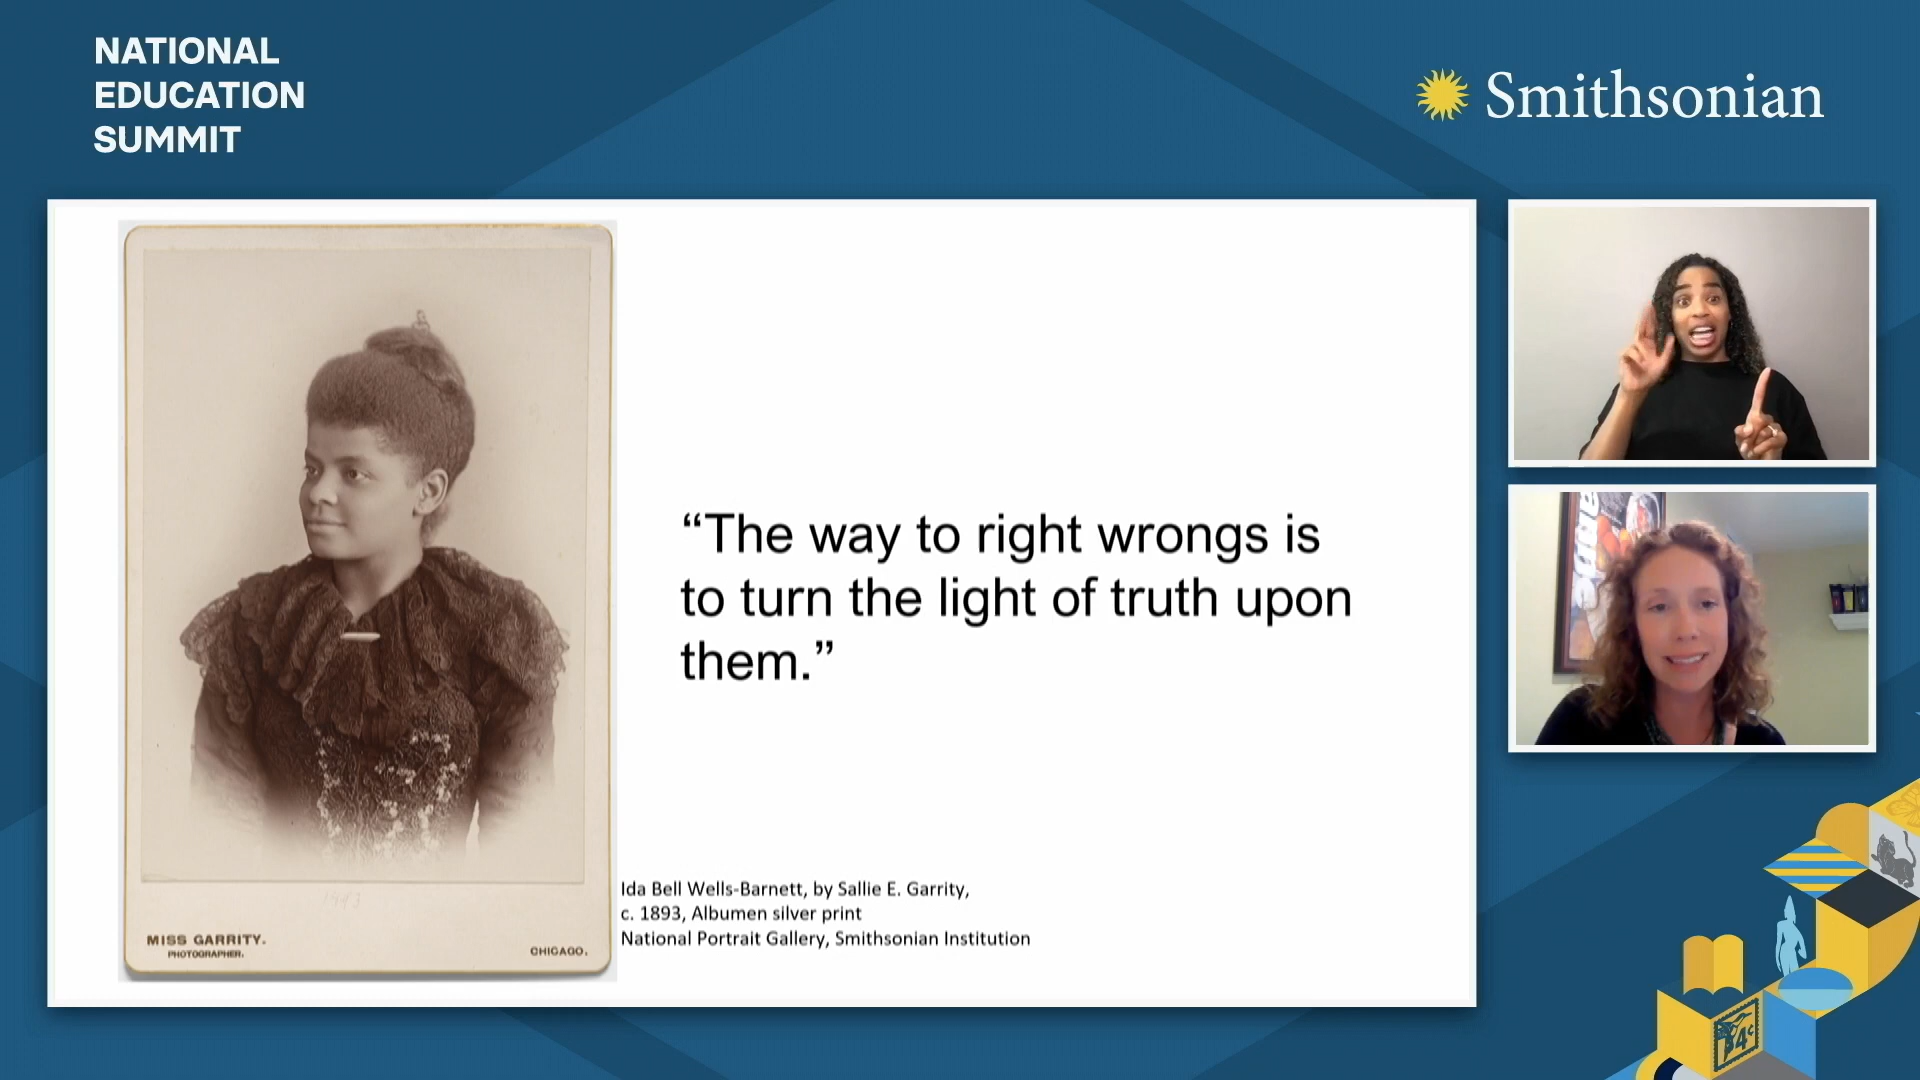 NATIONAL
EDUCATION
SUMMIT
Smithsonian
“The way to right wrongs is
to turn the light of truth upon
them.”
Ida Bell Wells-Barnett, by Sallie E. Garrity,
c. 1893, Albumen silver print
National Portrait Gallery, Smithsonian Institution
MISS GARRITY.
PHOTOGRAPHER.
CHICAGO.
4¢